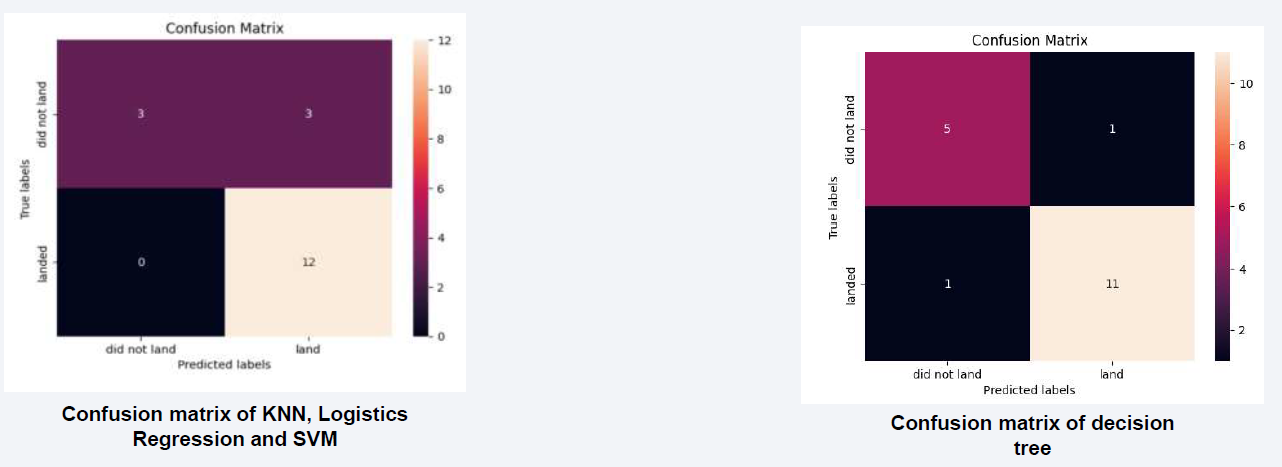 Confusion Matrix
12
10
8
6
4
2
0
True labels
did not land
landed
3 3
0 12
did not land land
Predicted labels
Confusion matrix of KNN, Logistics
Regression and SVM
Confusion Matrix
10
8
6
4
2
True labels
did not land
landed
5 1
1 11
did not land land
Predicted labels
Confusion matrix of decision
tree